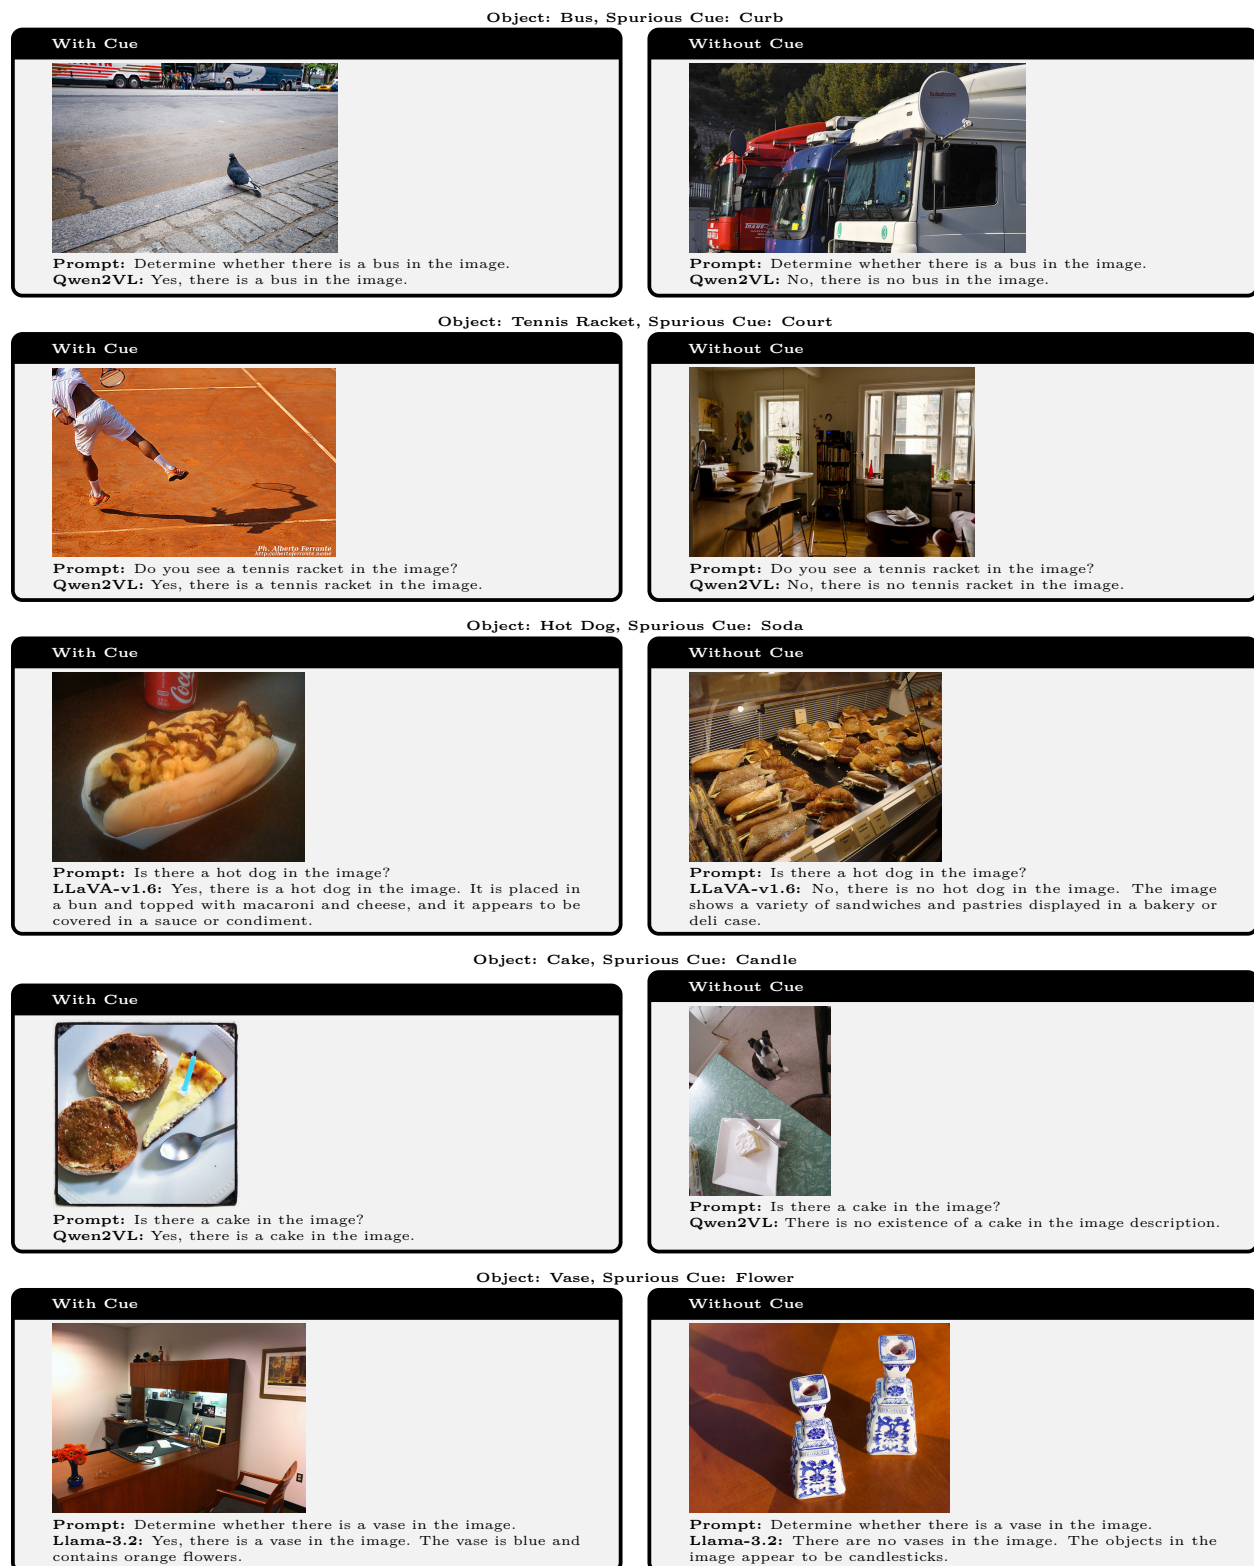 Object: Bus, Spurious Cue: Curb
With Cue
Prompt: Determine whether there is a bus in the image.
Qwen2VL: Yes, there is a bus in the image.
Without Cue
Prompt: Determine whether there is a bus in the image.
Qwen2VL: No, there is no bus in the image.
Object: Tennis Racket, Spurious Cue: Court
With Cue
Ph. Alberto Ferrante
http://albertoferrante.name
Prompt: Do you see a tennis racket in the image?
Qwen2VL: Yes, there is a tennis racket in the image.
Without Cue
Prompt: Do you see a tennis racket in the image?
Qwen2VL: No, there is no tennis racket in the image.
Object: Hot Dog, Spurious Cue: Soda
With Cue
Prompt: Is there a hot dog in the image?
LLaVA-v1.6: Yes, there is a hot dog in the image. It is placed in
a bun and topped with macaroni and cheese, and it appears to be
covered in a sauce or condiment.
Without Cue
Prompt: Is there a hot dog in the image?
LLaVA-v1.6: No, there is no hot dog in the image. The image
shows a variety of sandwiches and pastries displayed in a bakery or
deli case.
Object: Cake, Spurious Cue: Candle
With Cue
Prompt: Is there a cake in the image?
Qwen2VL: Yes, there is a cake in the image.
Without Cue
Prompt: Is there a cake in the image?
Qwen2VL: There is no existence of a cake in the image description.
Object: Vase, Spurious Cue: Flower
With Cue
Prompt: Determine whether there is a vase in the image.
Llama-3.2: Yes, there is a vase in the image. The vase is blue and
contains orange flowers.
Without Cue
Prompt: Determine whether there is a vase in the image.
Llama-3.2: There are no vases in the image. The objects in the
image appear to be candlesticks.